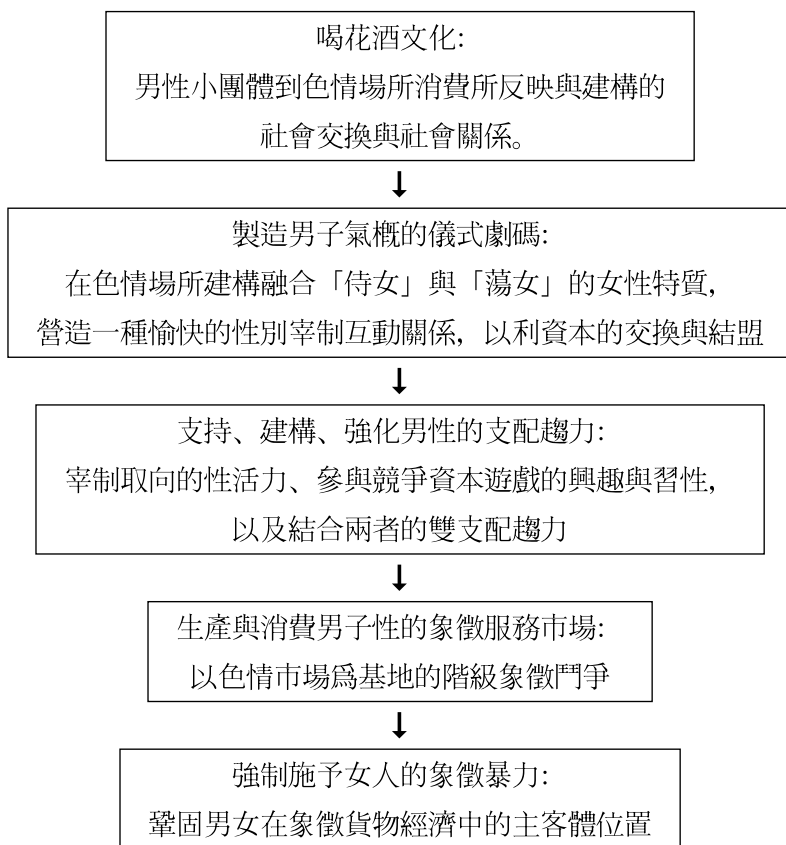 喝花酒文化:
男性小團體到色情場所消費所反映與建構的
社會交換與社會關係。
製造男子氣概的儀式劇碼:
在色情場所建構融合「侍女」與「蕩女」的女性特質,
營造一種愉快的性別宰制互動關係, 以利資本的交換與結盟
支持、建構、強化男性的支配趨力:
宰制取向的性活力、參與競爭資本遊戲的興趣與習性,
以及結合兩者的雙支配趨力
生產與消費男子性的象徵服務市場:
以色情市場爲基地的階級象徵鬥爭
強制施予女人的象徵暴力:
鞏固男女在象徵貨物經濟中的主客體位置